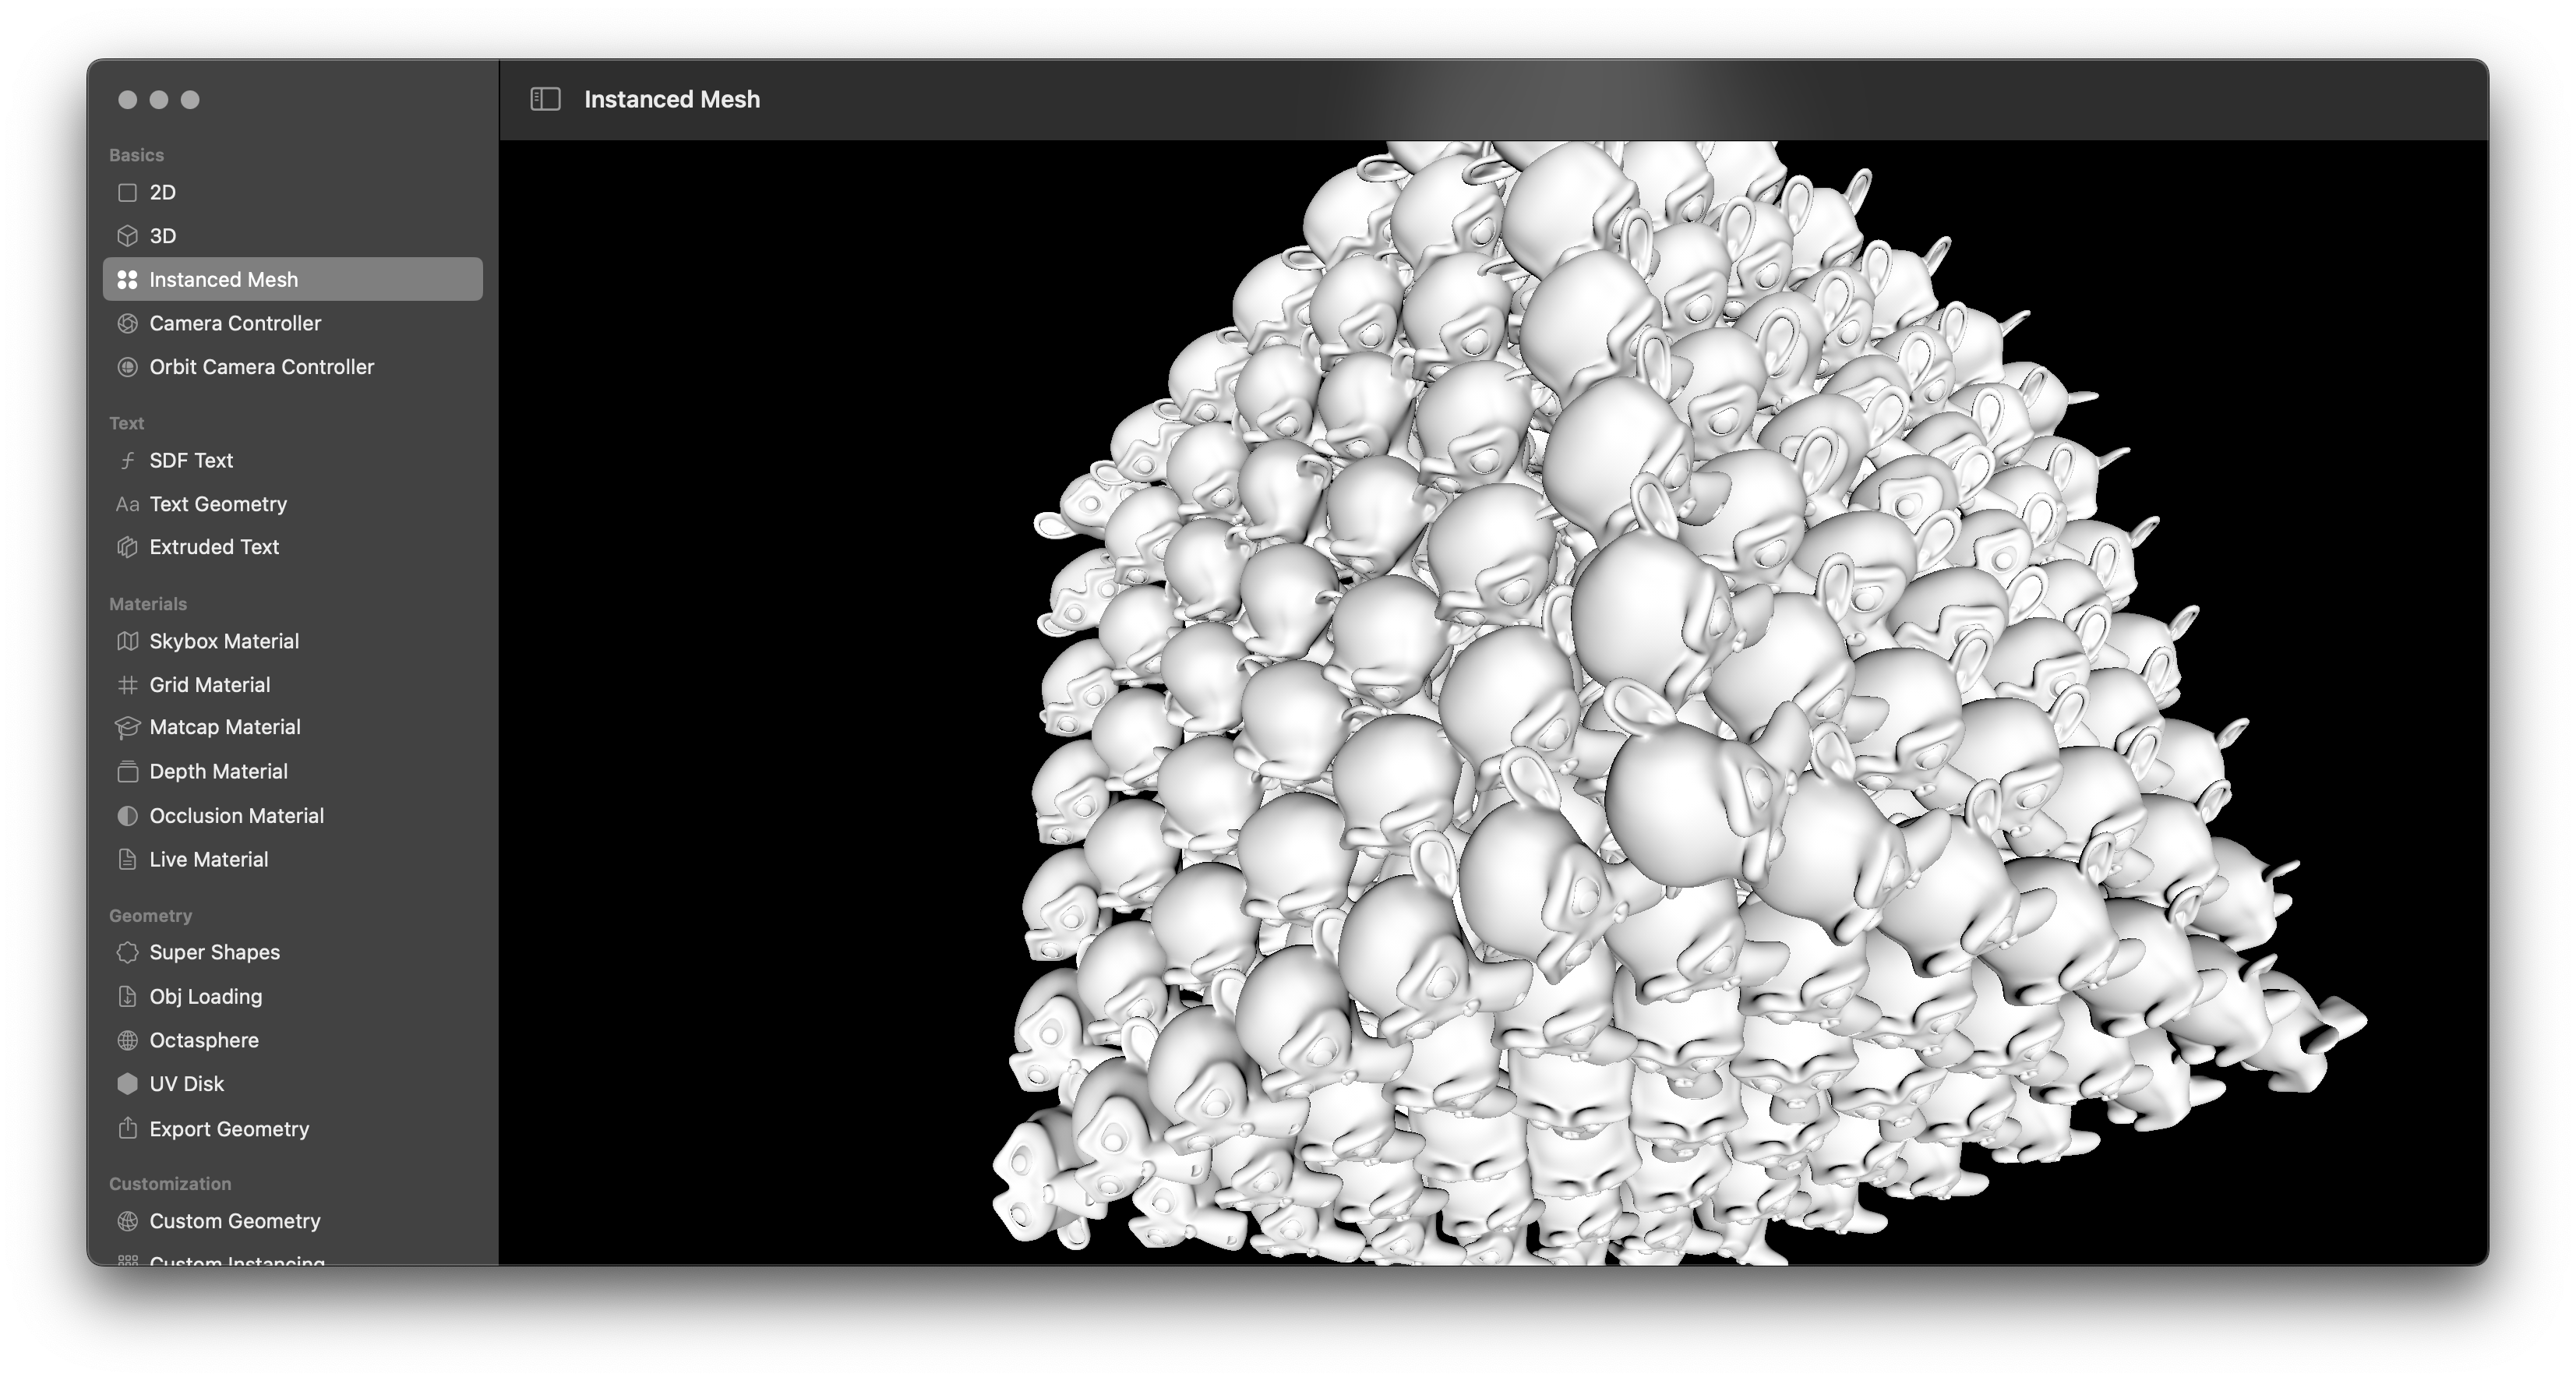 Instanced Mesh
Basics
2D
3D
Instanced Mesh
Camera Controller
Orbit Camera Controller
Text
SDF Text
Aa Text Geometry
Extruded Text
Materials
Skybox Material
Grid Material
Matcap Material
Depth Material
Occlusion Material
Live Material
Geometry
Super Shapes
Obj Loading
Octasphere
UV Disk
Export Geometry
Customization
Custom Geometry
Custom Instancing